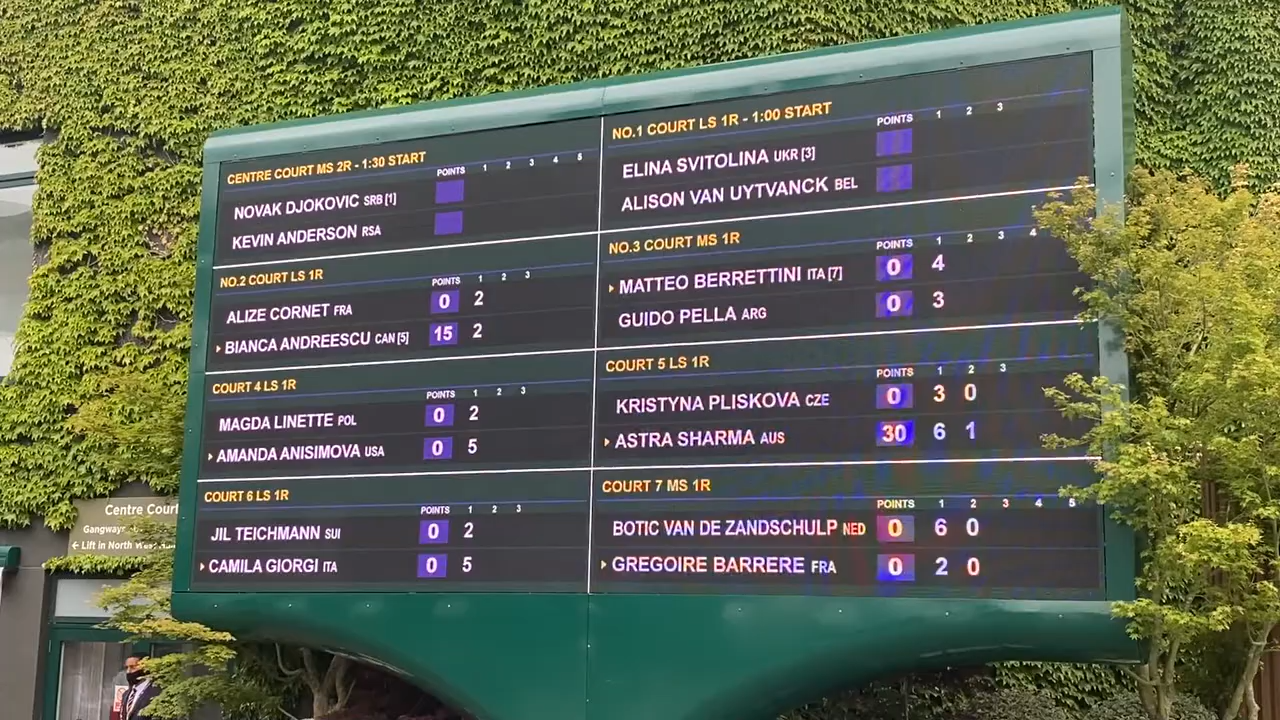 CENTRE COURT MS 2R - 1:30 START
POINTS 1 2 3 4 5
NOVAK DJOKOVIC SRB [1]
KEVIN ANDERSON RSA
NO.1 COURT LS 1R - 1:00 START
POINTS 1 2 3
ELINA SVITOLINA UKR [3]
ALISON VAN UYTVANCK BEL
NO.2 COURT LS 1R
POINTS 1 2 3
ALIZE CORNET FRA 0 2
BIANCA ANDREESCU CAN [5] 15 2
NO.3 COURT MS 1R
POINTS 1 2 3 4
MATTEO BERRETTINI ITA [7] 0 4
GUIDO PELLA ARG 0 3
COURT 4 LS 1R
POINTS 1 2 3
MAGDA LINETTE POL 0 2
AMANDA ANISIMOVA USA 0 5
COURT 5 LS 1R
POINTS 1 2 3
KRISTYNA PLISKOVA CZE 0 3 0
ASTRA SHARMA AUS 30 6 1
COURT 6 LS 1R
POINTS 1 2 3
JIL TEICHMANN SUI 0 2
CAMILA GIORGI ITA 0 5
COURT 7 MS 1R
POINTS 1 2 3 4 5
BOTIC VAN DE ZANDSCHULP NED 0 6 0
GREGOIRE BARRERE FRA 0 2 0
Centre Court
← Lift in North